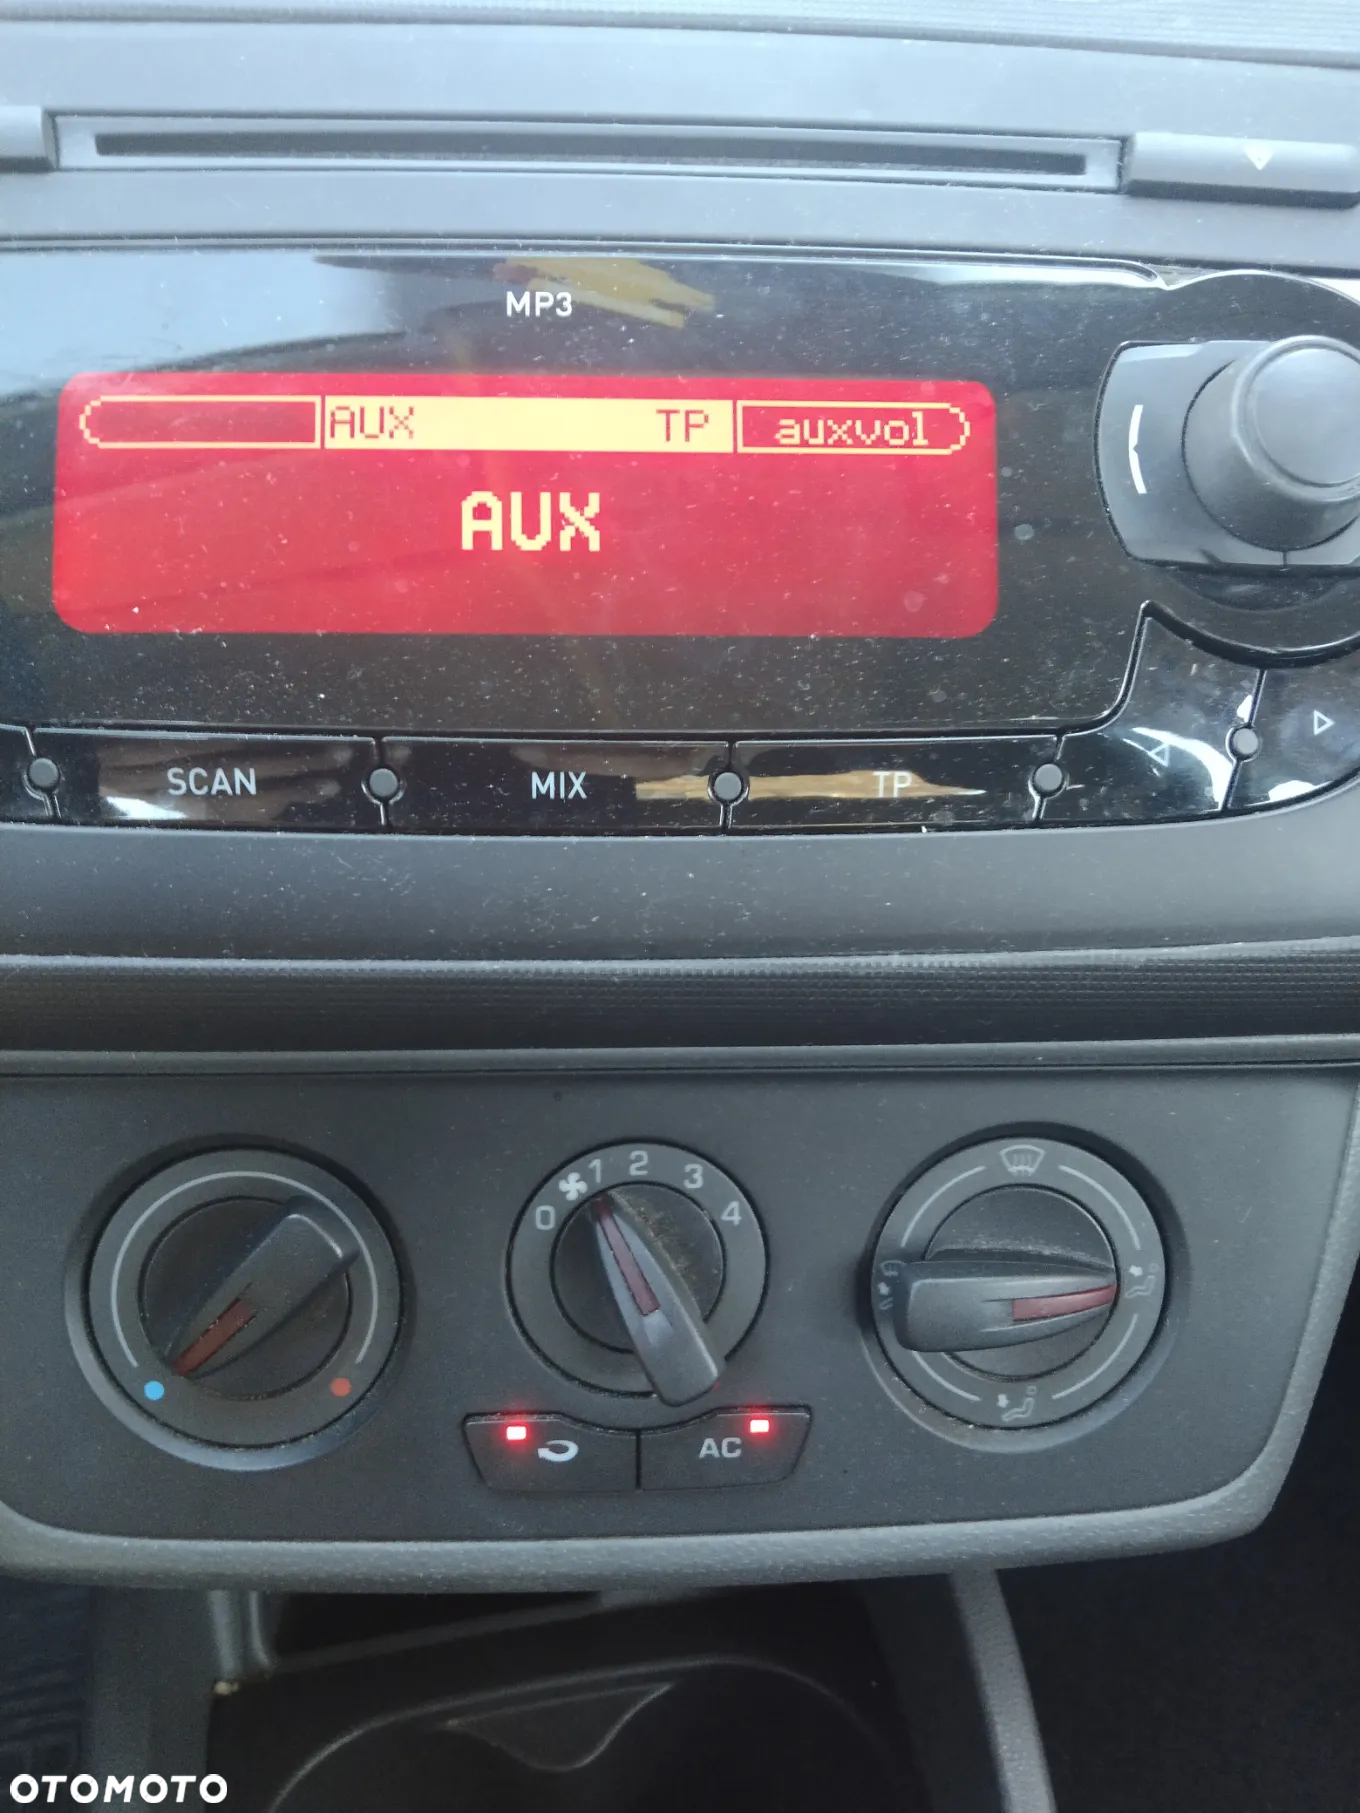 MP3
AUX TP auxvol
AUX
SCAN MIX TP
0 1 2 3 4
AC
OTOMOTO